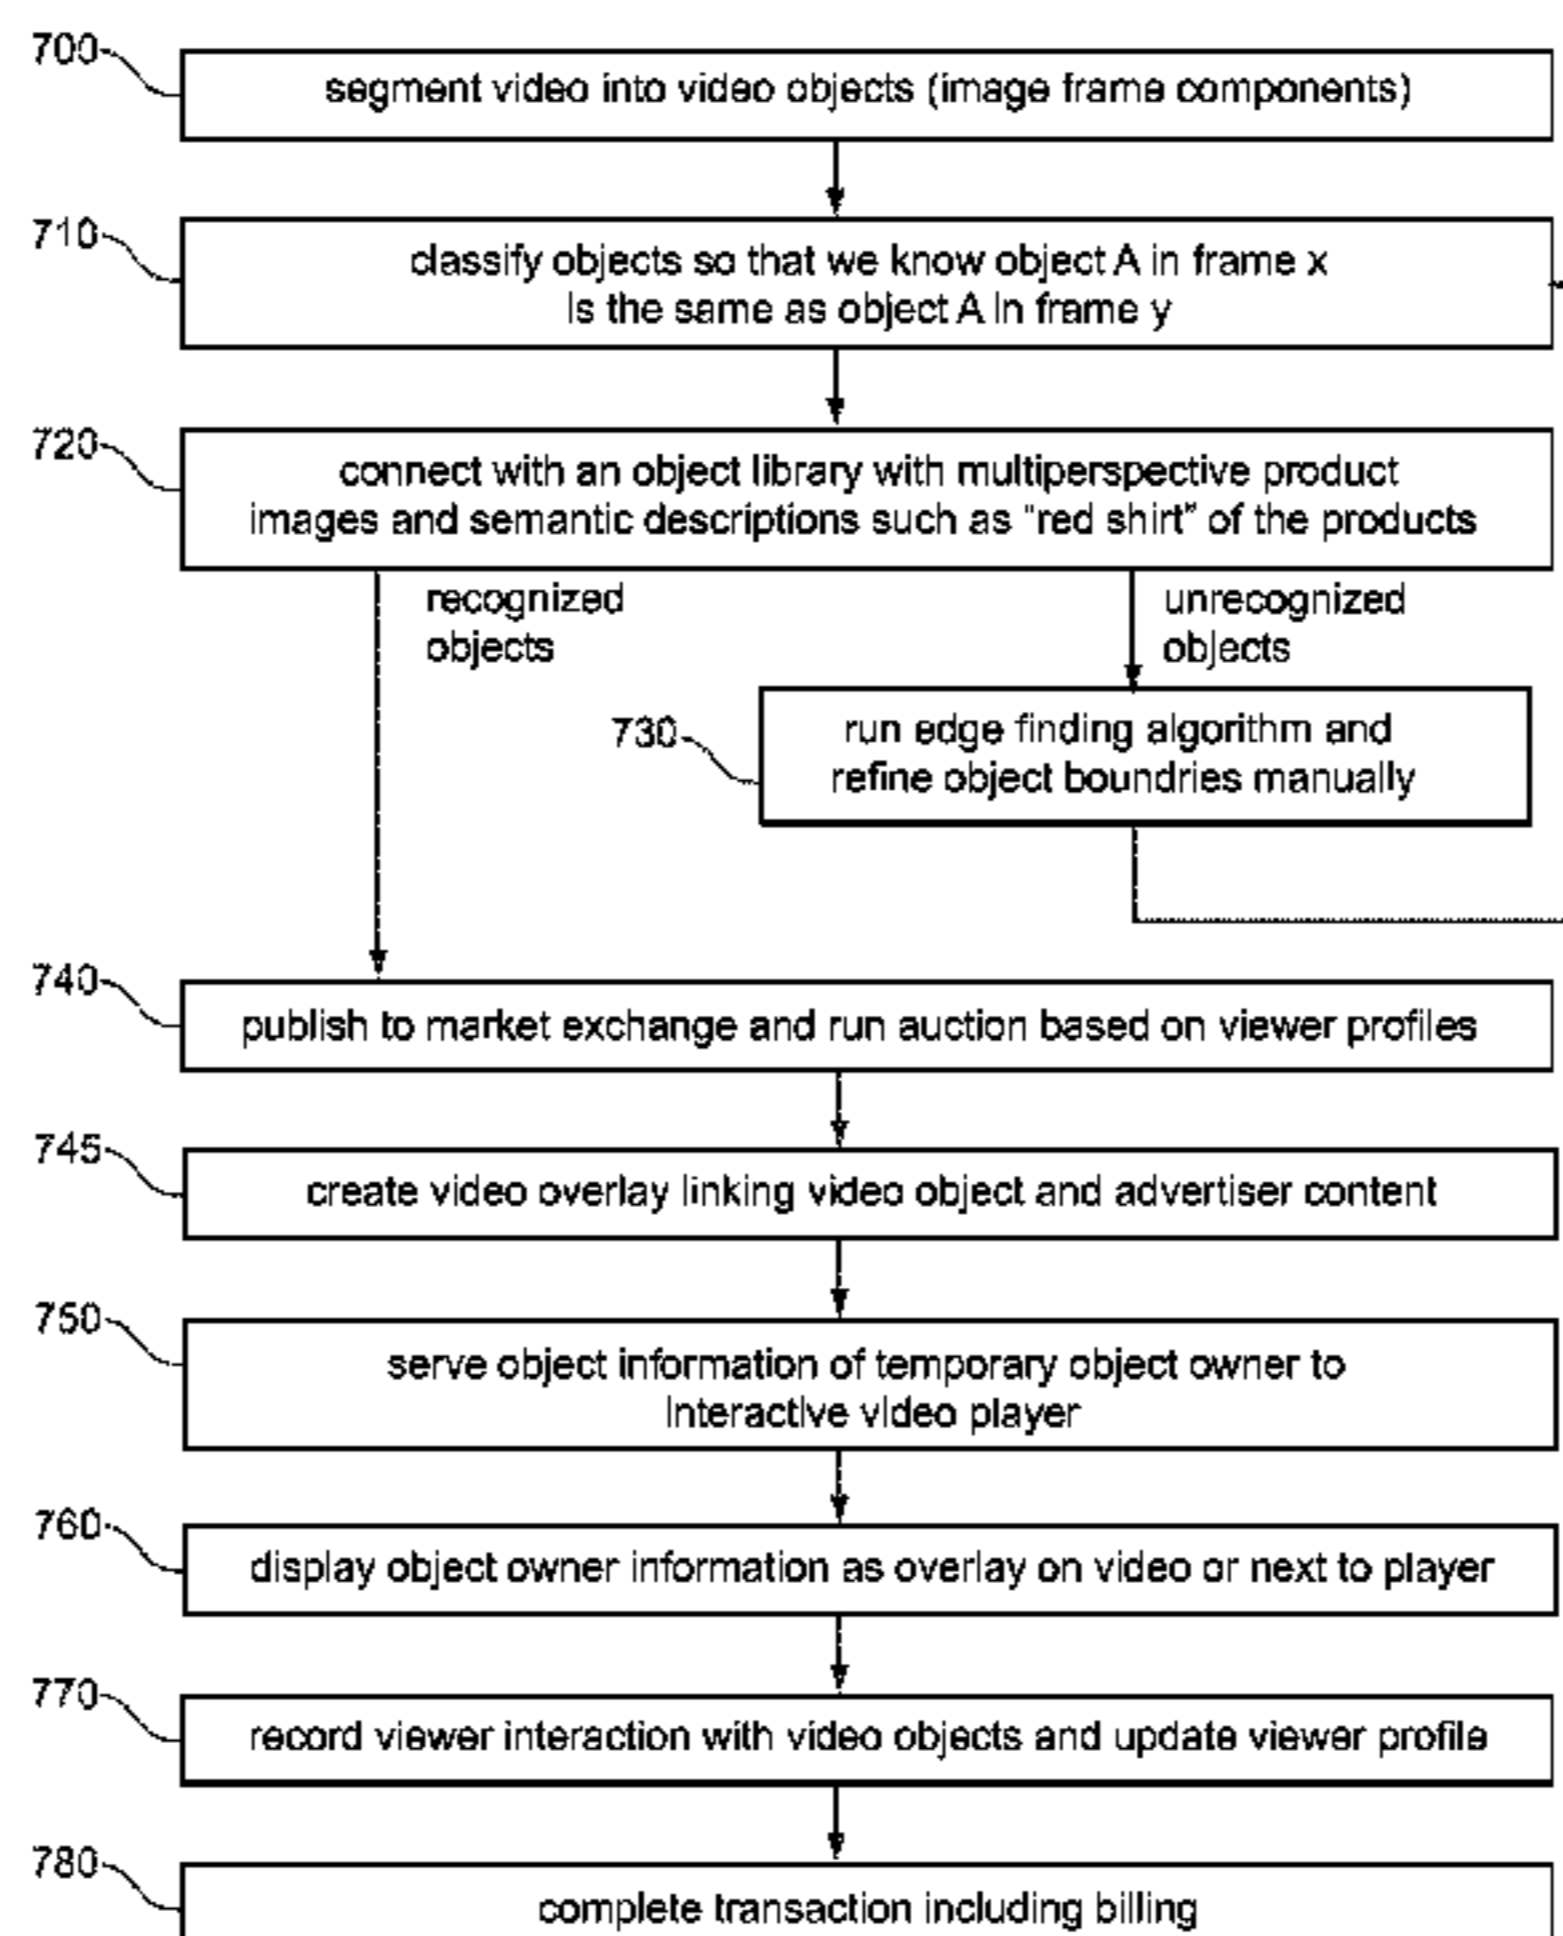 700
segment video into video objects (image frame components)
710
classify objects so that we know object A in frame x
is the same as object A in frame y
720
connect with an object library with multiperspective product
images and semantic descriptions such as "red shirt" of the products
recognized
objects
unrecognized
objects
730
run edge finding algorithm and
refine object boundries manually
740
publish to market exchange and run auction based on viewer profiles
745
create video overlay linking video object and advertiser content
750
serve object information of temporary object owner to
interactive video player
760
display object owner information as overlay on video or next to player
770
record viewer interaction with video objects and update viewer profile
780
complete transaction including billing